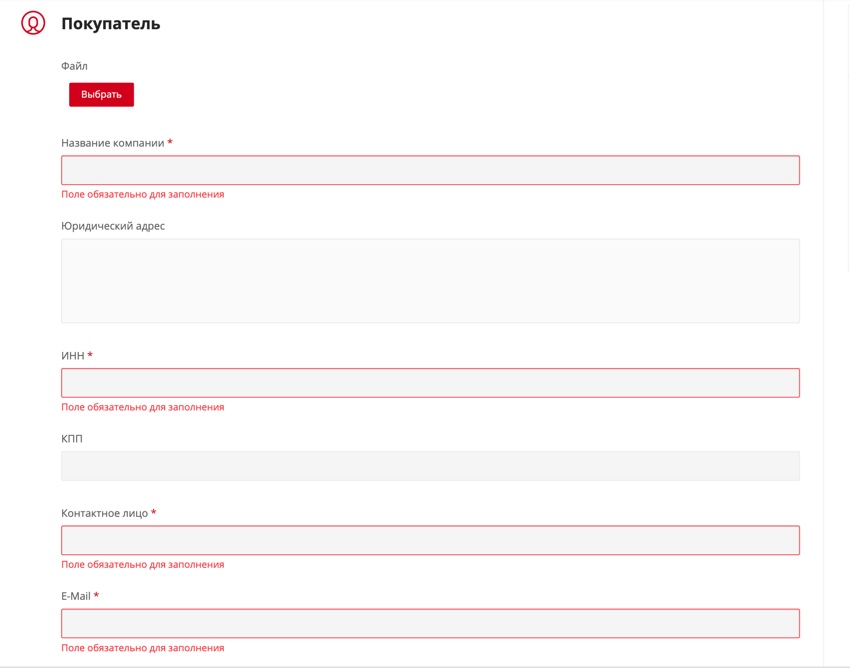 Покупатель
Файл
Выбрать
Название компании *
Поле обязательно для заполнения
Юридический адрес
ИНН *
Поле обязательно для заполнения
КПП
Контактное лицо *
Поле обязательно для заполнения
E-Mail *
Поле обязательно для заполнения